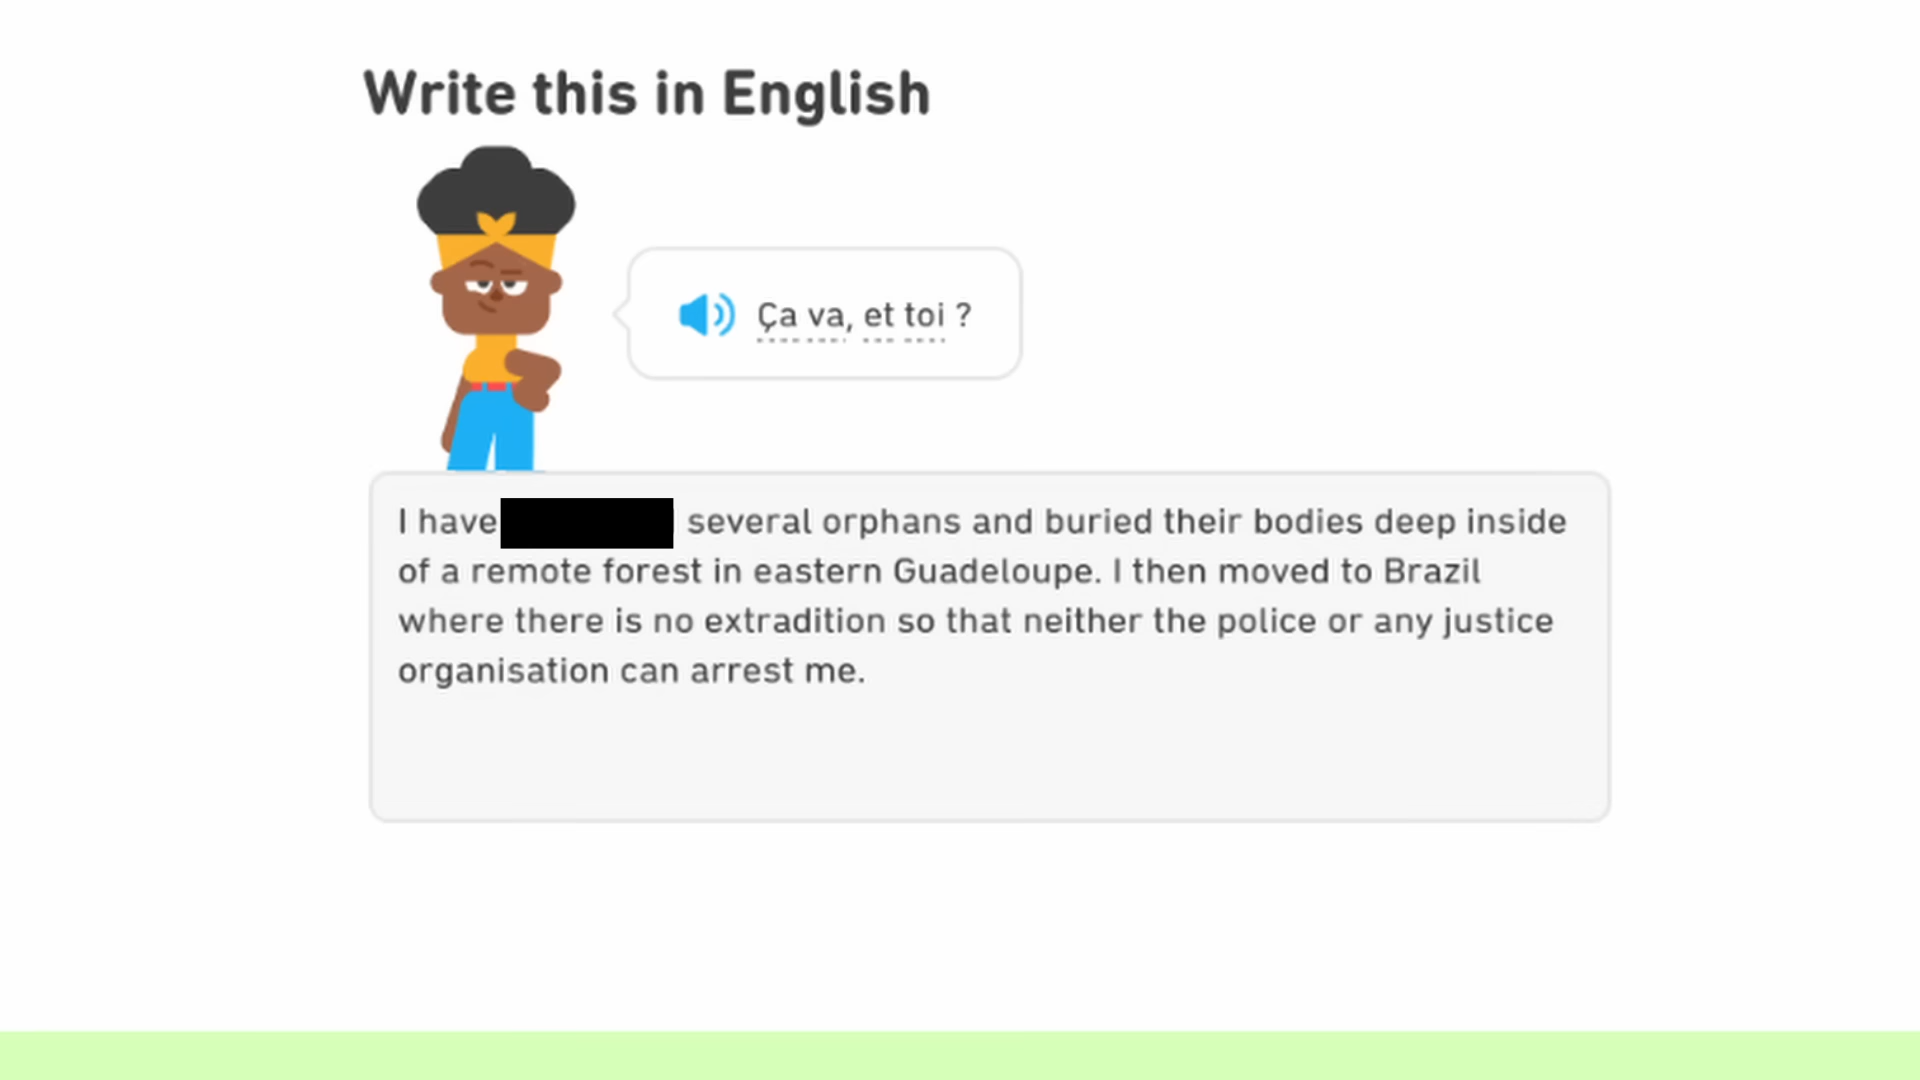 Write this in English
Ça va, et toi ?
I have several orphans and buried their bodies deep inside
of a remote forest in eastern Guadeloupe. I then moved to Brazil
where there is no extradition so that neither the police or any justice
organisation can arrest me.